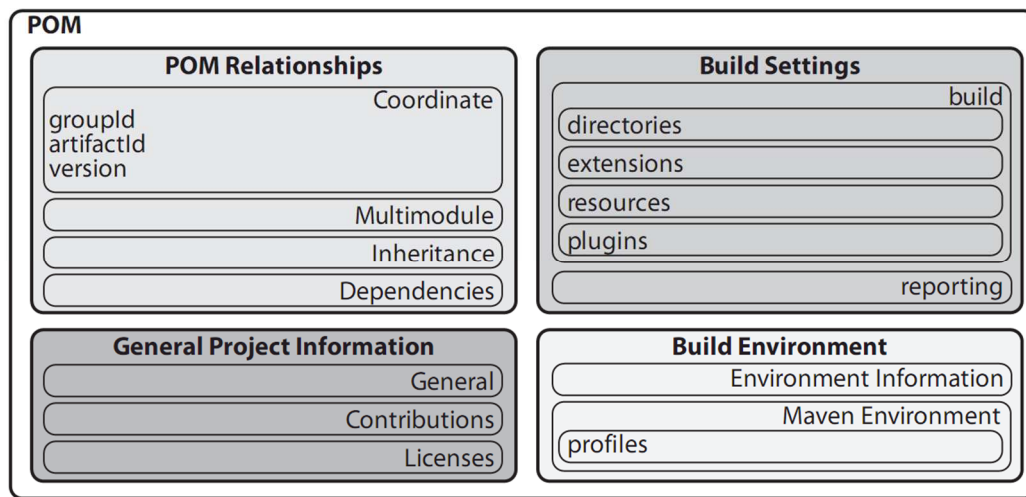 POM
POM Relationships
Coordinate
groupId
artifactId
version
Multimodule
Inheritance
Dependencies
Build Settings
build
directories
extensions
resources
plugins
reporting
General Project Information
General
Contributions
Licenses
Build Environment
Environment Information
Maven Environment
profiles